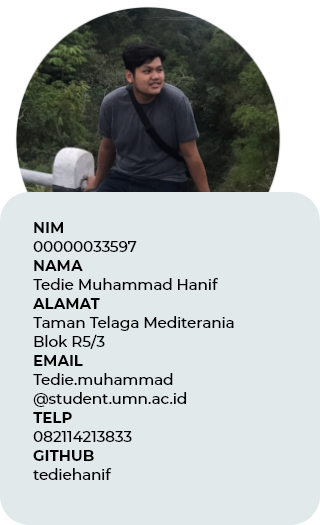 NIM
00000033597
NAMA
Tedie Muhammad Hanif
ALAMAT
Taman Telaga Mediterania
Blok R5/3
EMAIL
Tedie.muhammad
@student.umn.ac.id
TELP
082114213833
GITHUB
tediehanif